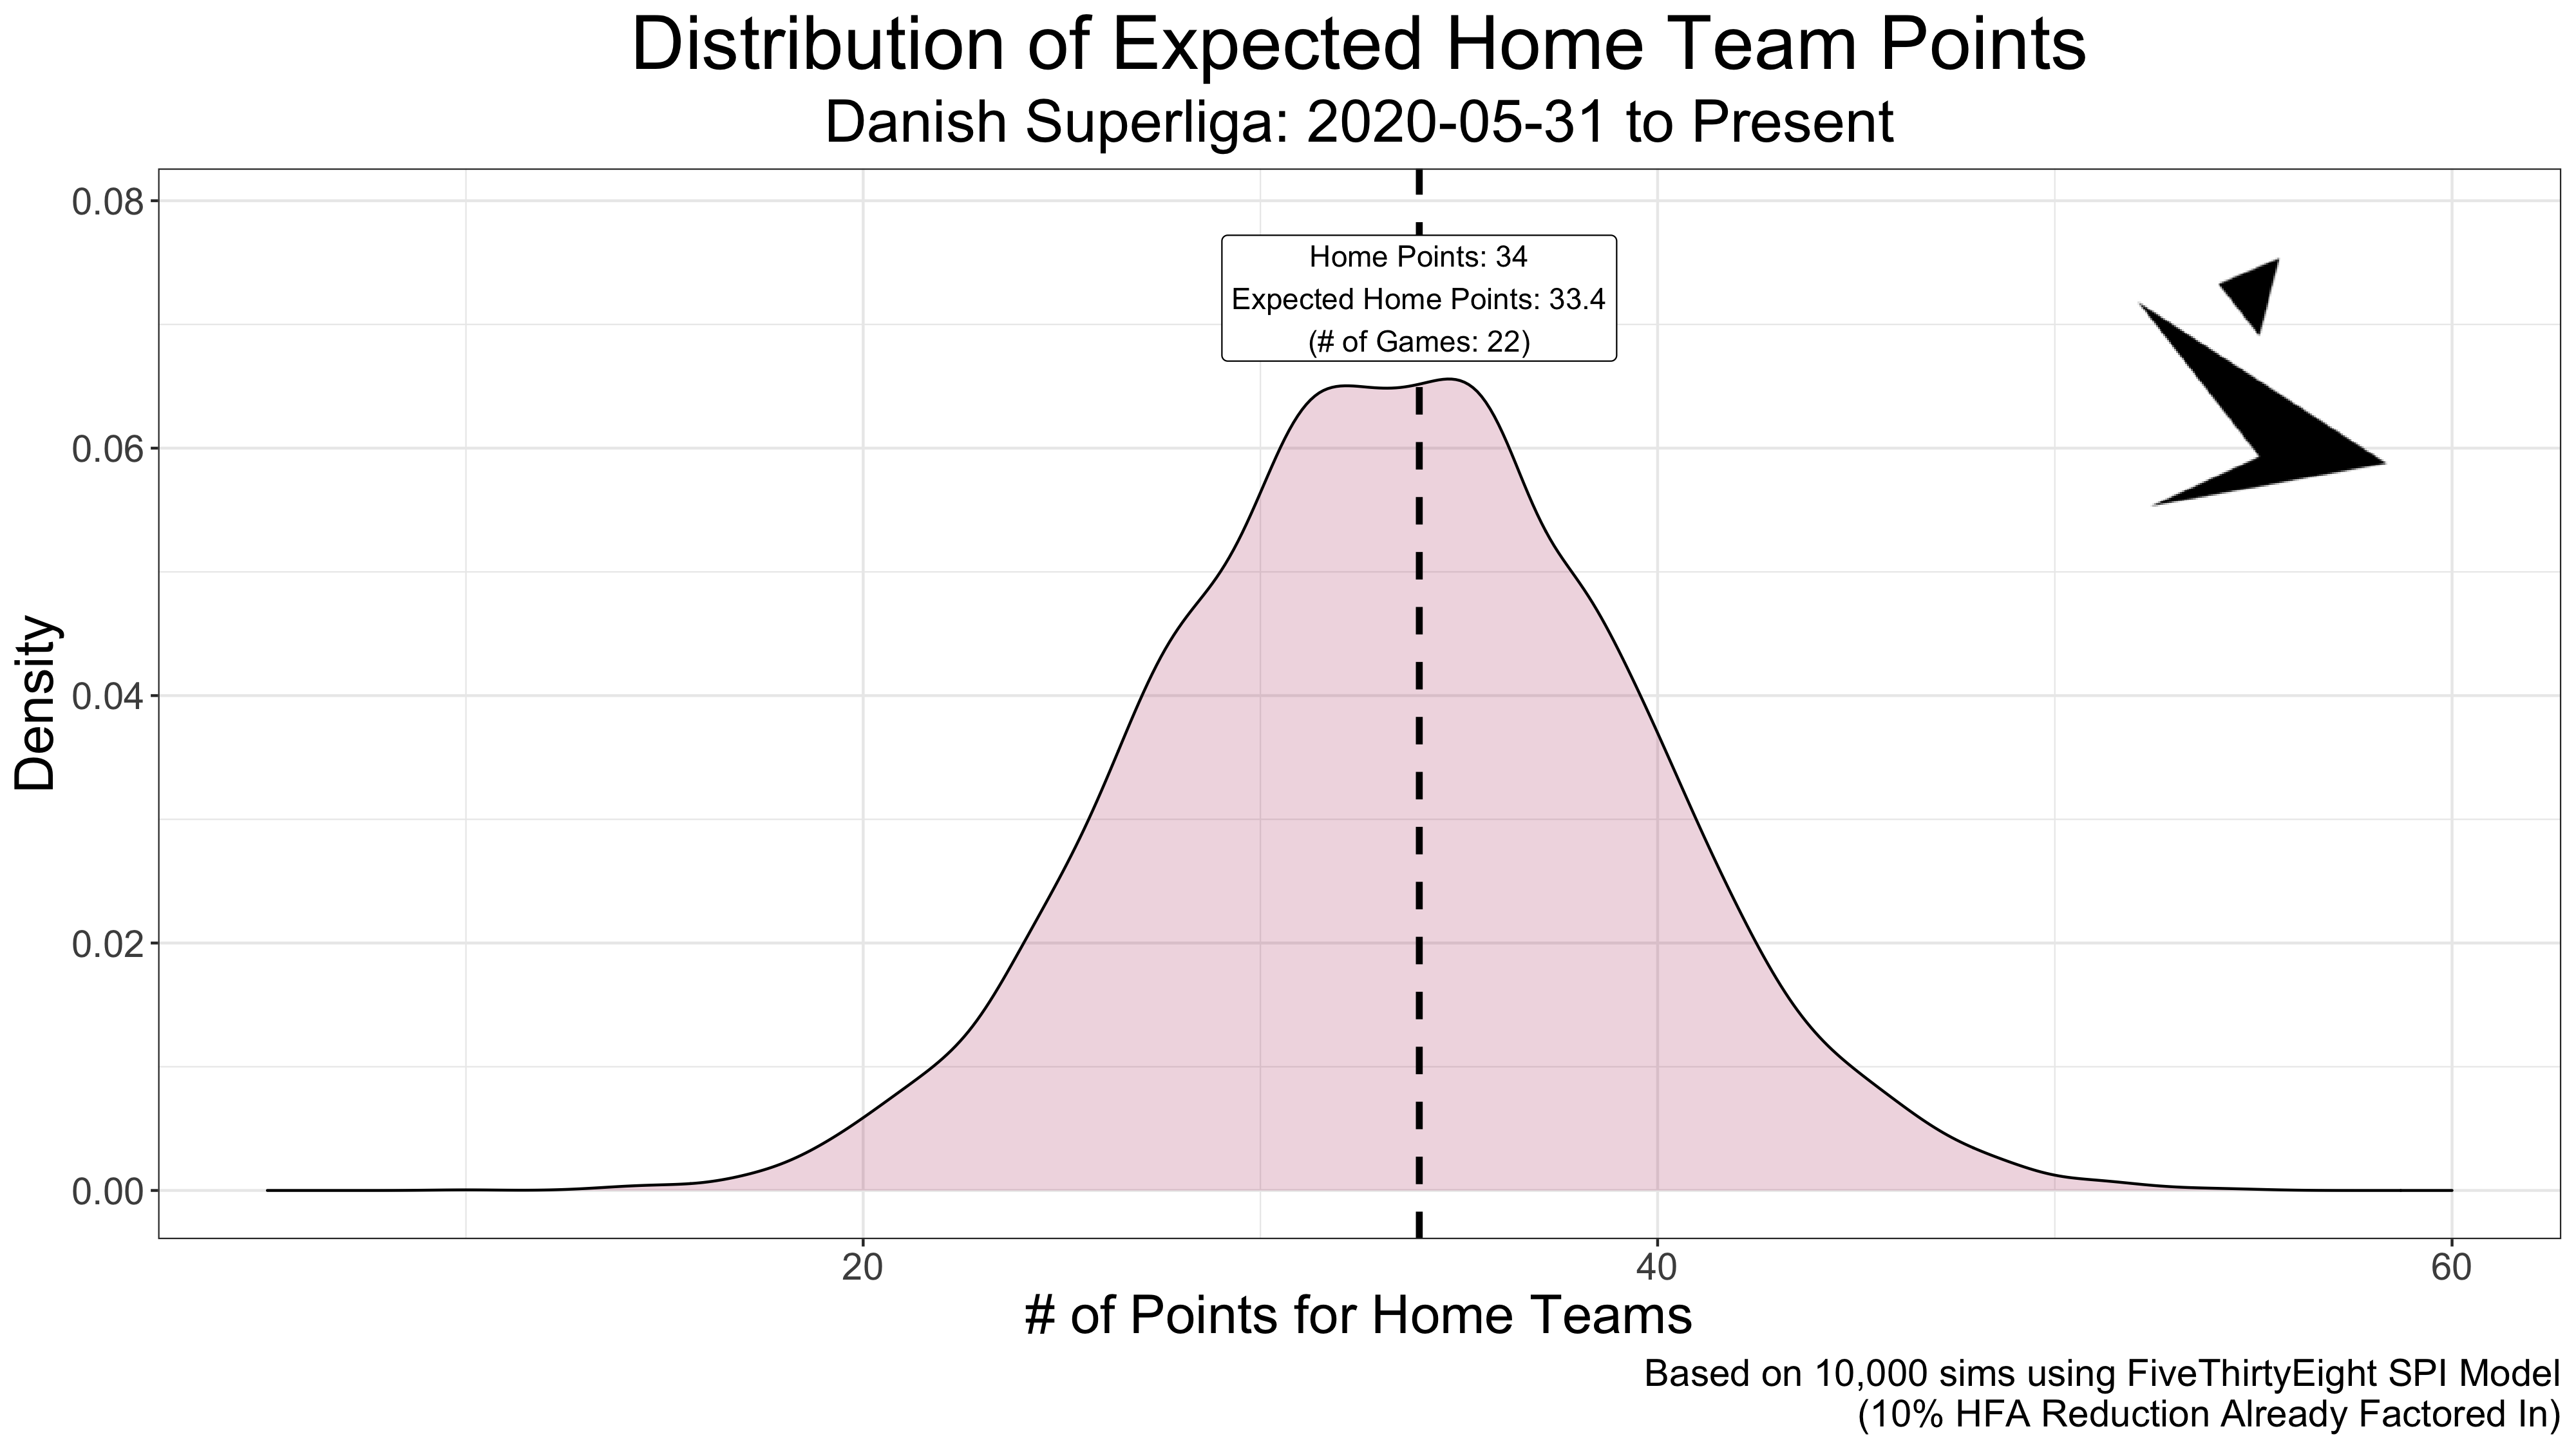 Distribution of Expected Home Team Points
Danish Superliga: 2020-05-31 to Present
0.08
0.06
0.04
0.02
0.00
Density
Home Points: 34
Expected Home Points: 33.4
(# of Games: 22)
20
40
60
# of Points for Home Teams
Based on 10,000 sims using FiveThirtyEight SPI Model
(10% HFA Reduction Already Factored In)